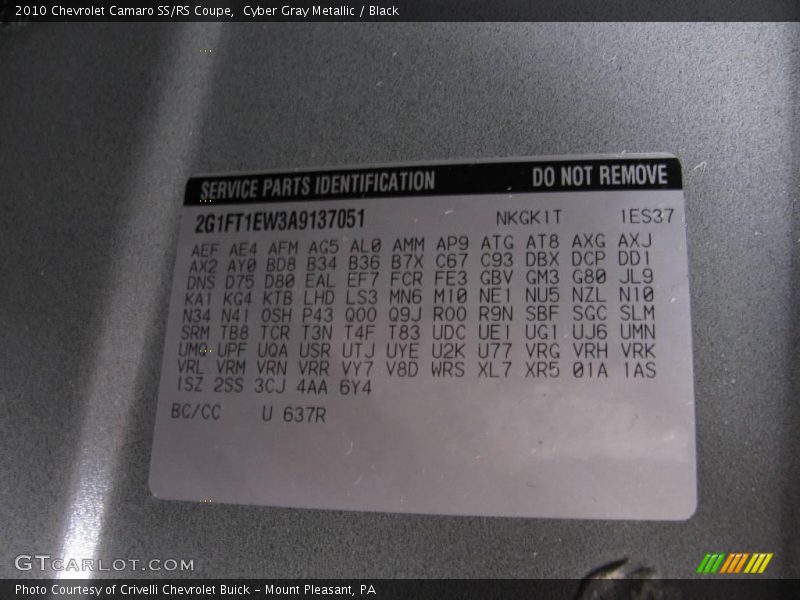 2010 Chevrolet Camaro SS/RS Coupe,  Cyber Gray Metallic / Black
SERVICE PARTS IDENTIFICATION DO NOT REMOVE
2G1FT1EW3A9137051 NKGK1T 1ES37
AEF AE4 AFM AG5 AL0 AMM AP9 ATG AT8 AXG AXJ
AX2 AY0 BD8 B34 B36 B7X C67 C93 DBX DCP DD1
DNS D75 D80 EAL EF7 FCR FE3 GBV GM3 G80 JL9
KA1 KG4 KTB LHD LS3 MN6 M10 NE1 NU5 NZL N10
N34 N41 OSH P43 Q00 Q9J R00 R9N SBF SGC SLM
SRM TB8 TCR T3N T4F T83 UDC UE1 UG1 UJ6 UMN
UMQ UPF UQA USR UTJ UYE U2K U77 VRG VRH VRK
VRL VRM VRN VRR VY7 V8D WRS XL7 XR5 01A 1AS
1SZ 2SS 3CJ 4AA 6Y4
BC/CC U 637R
GTCARLOT.COM
Photo Courtesy of Crivelli Chevrolet Buick - Mount Pleasant, PA